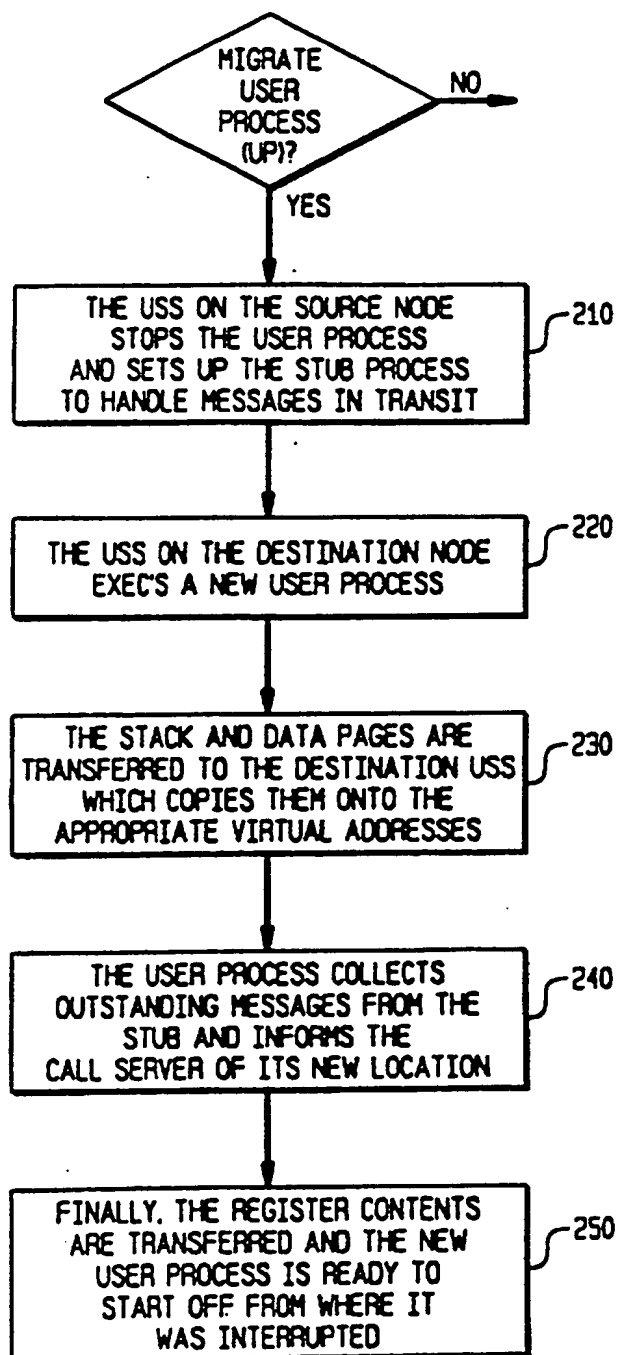 MIGRATE
USER
PROCESS
(UP)?
NO
YES
THE USS ON THE SOURCE NODE
STOPS THE USER PROCESS
AND SETS UP THE STUB PROCESS
TO HANDLE MESSAGES IN TRANSIT
210
THE USS ON THE DESTINATION NODE
EXEC'S A NEW USER PROCESS
220
THE STACK AND DATA PAGES ARE
TRANSFERRED TO THE DESTINATION USS
WHICH COPIES THEM ONTO THE
APPROPRIATE VIRTUAL ADDRESSES
230
THE USER PROCESS COLLECTS
OUTSTANDING MESSAGES FROM THE
STUB AND INFORMS THE
CALL SERVER OF ITS NEW LOCATION
240
FINALLY, THE REGISTER CONTENTS
ARE TRANSFERRED AND THE NEW
USER PROCESS IS READY TO
START OFF FROM WHERE IT
WAS INTERRUPTED
250